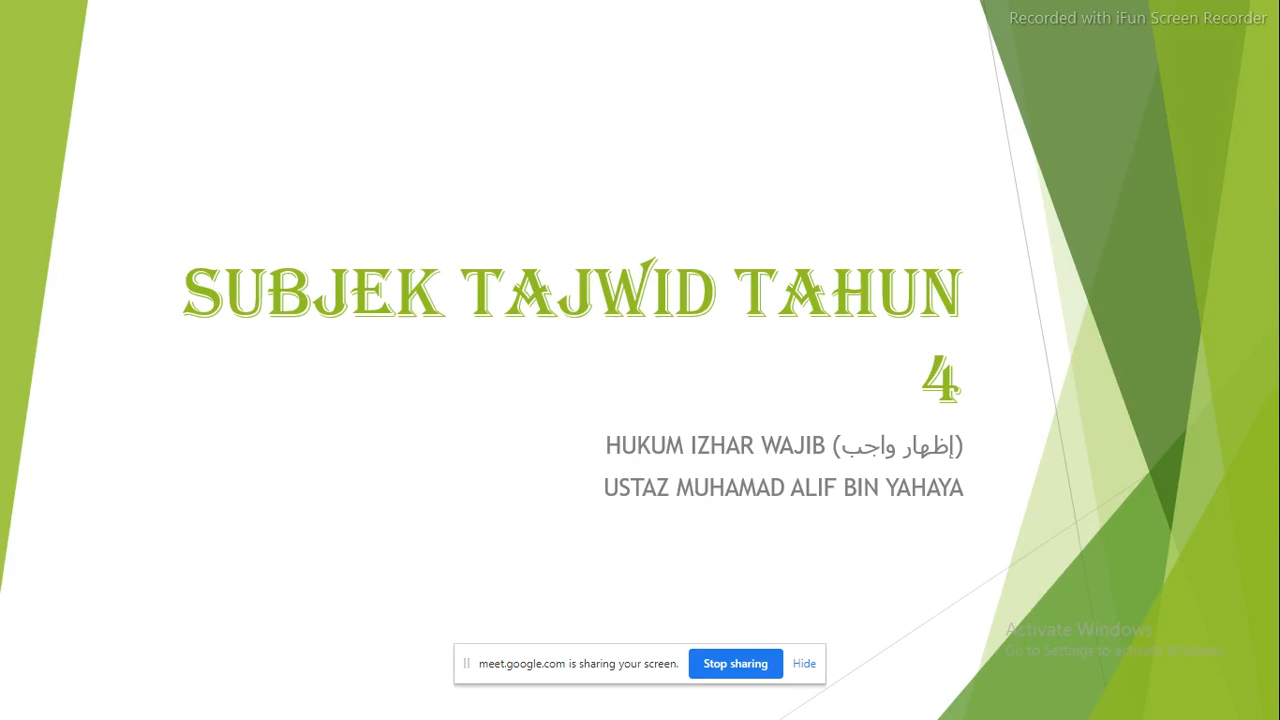 Recorded with iFun Screen Recorder
SUBJEK TAJWID TAHUN
4
HUKUM IZHAR WAJIB (إظهار واجب)
USTAZ MUHAMAD ALIF BIN YAHAYA
Activate Windows
Go to Settings to activate Windows.
meet.google.com is sharing your screen. Stop sharing Hide